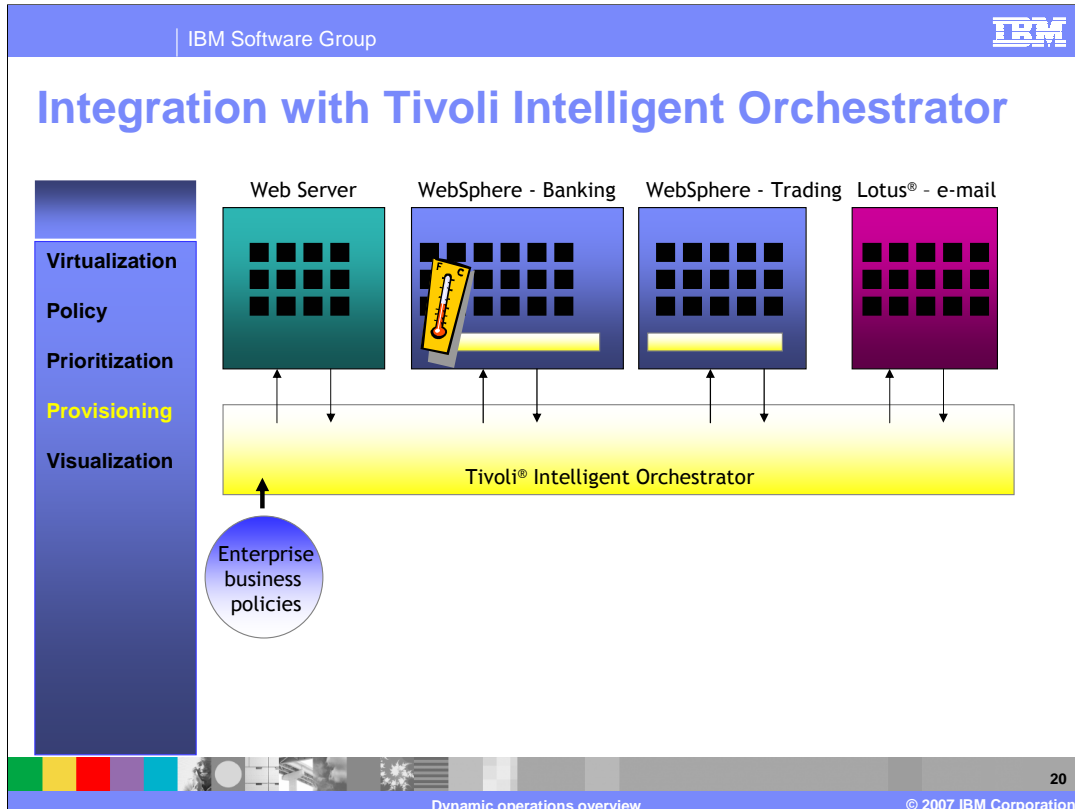 IBM Software Group
IBM
Integration with Tivoli Intelligent Orchestrator
Virtualization
Policy
Prioritization
Provisioning
Visualization
Web Server
WebSphere - Banking
WebSphere - Trading
Lotus® – e-mail
F C
Tivoli® Intelligent Orchestrator
Enterprise
business
policies
20
Dynamic operations overview
© 2007 IBM Corporation